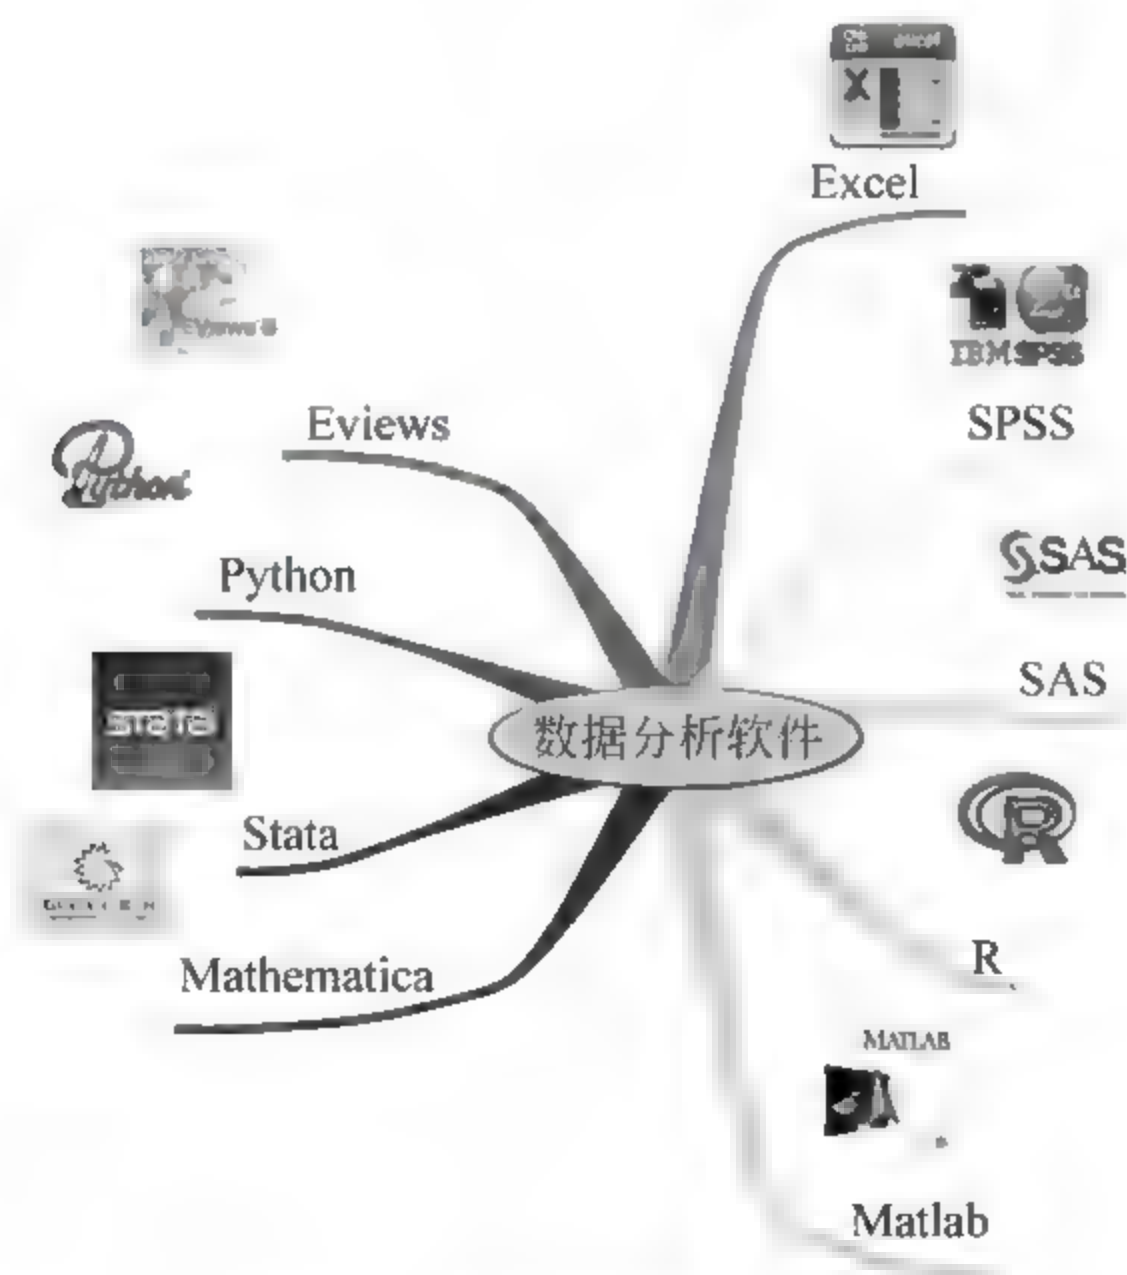 Excel
IBM SPSS
SPSS
Eviews
Python
SAS
Python
SAS
STATA
数据分析软件
Stata
R
Mathematica
R
MATLAB
Matlab